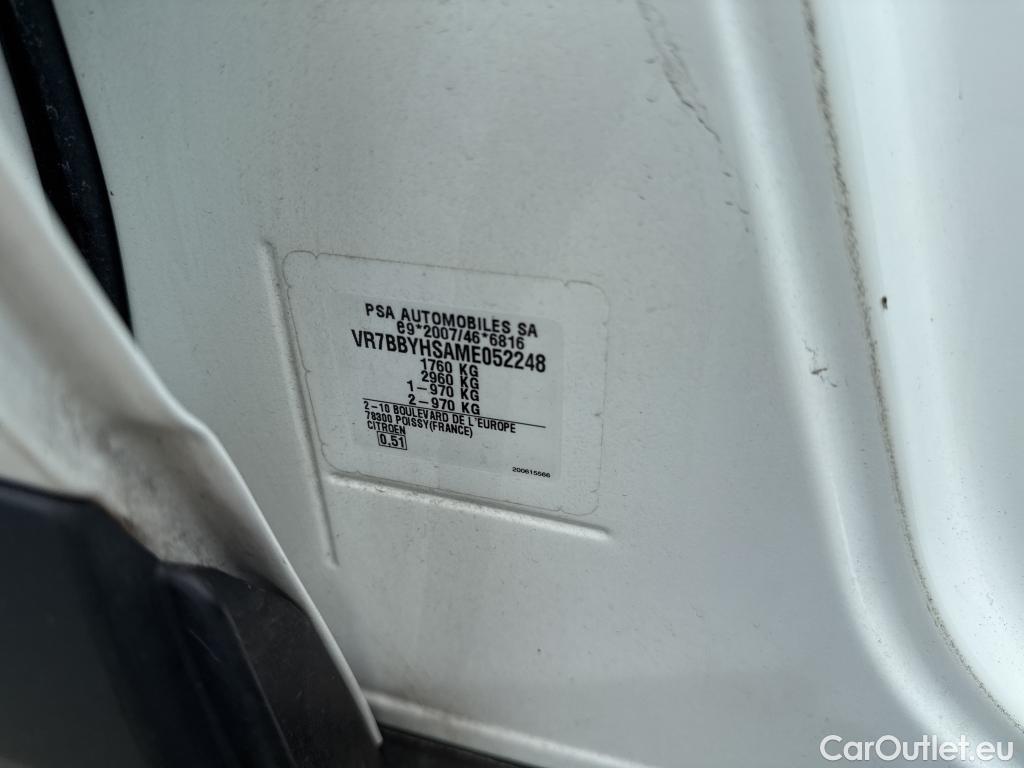 PSA AUTOMOBILES SA
e9*2007/46*6816
VR7BBYHSAME052248
1760 KG
2960 KG
1-970 KG
2-970 KG
2-10 BOULEVARD DE L'EUROPE
78300 POISSY(FRANCE)
CITROEN
0.51
200615566
CarOutlet.eu